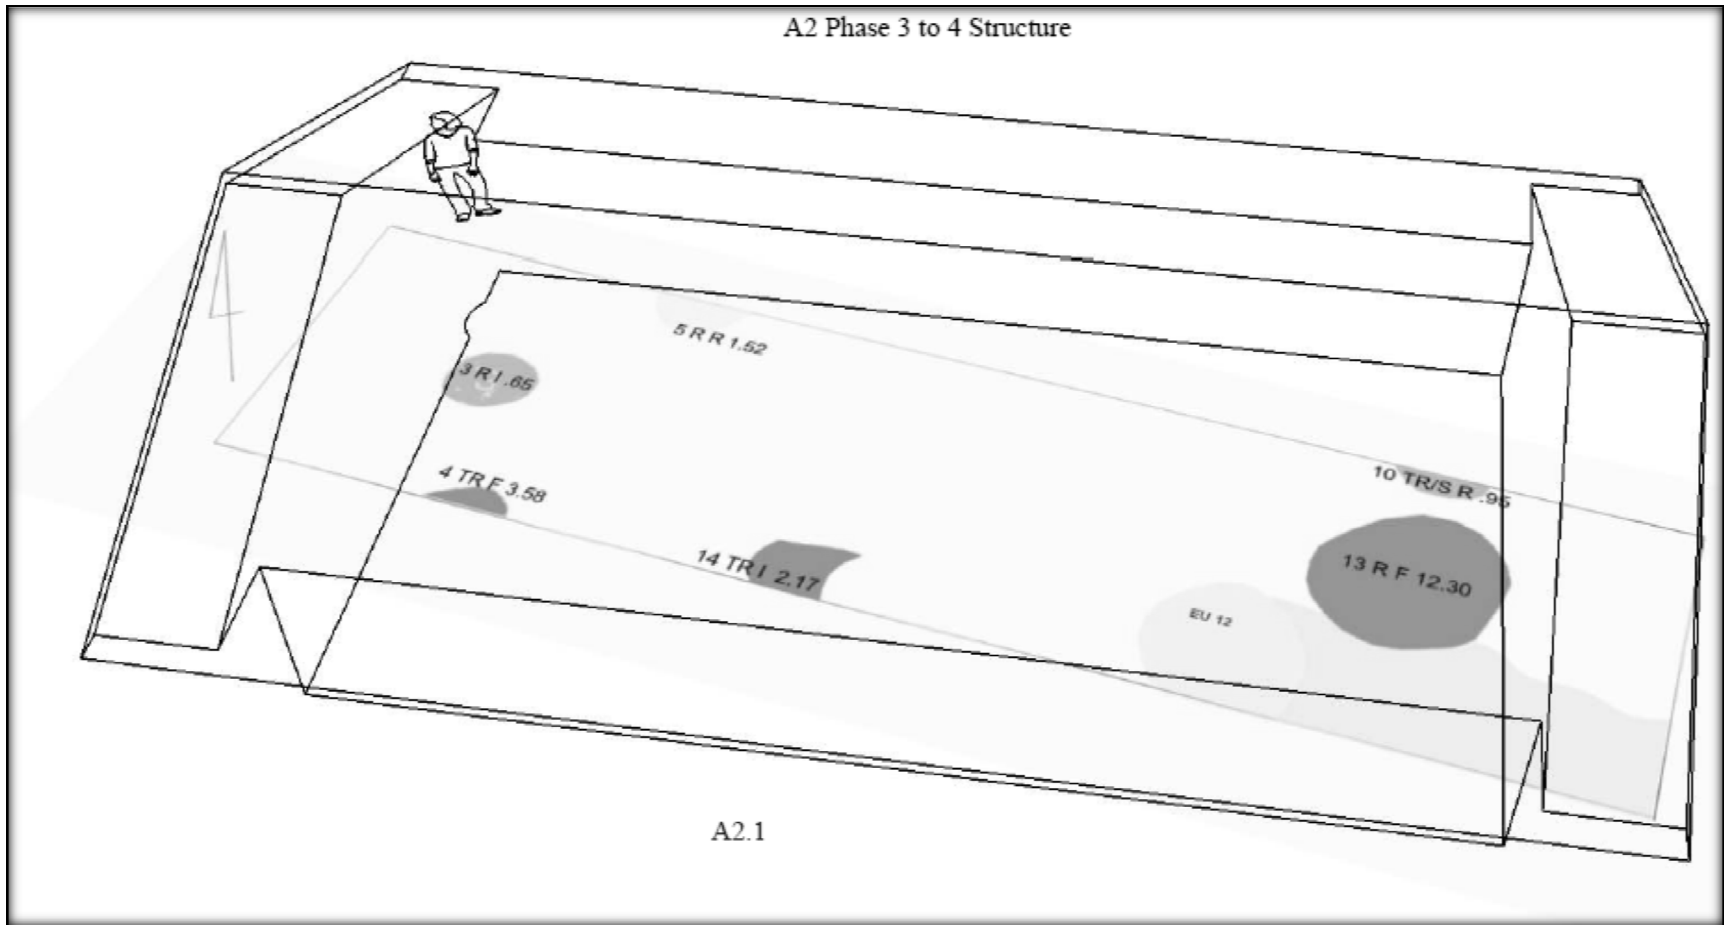 A2 Phase 3 to 4 Structure
5 R R 1.52
3 R I .65
4 TR F 3.58
10 TR/S R .95
14 TR I 2.17
13 R F 12.30
EU 12
A2.1